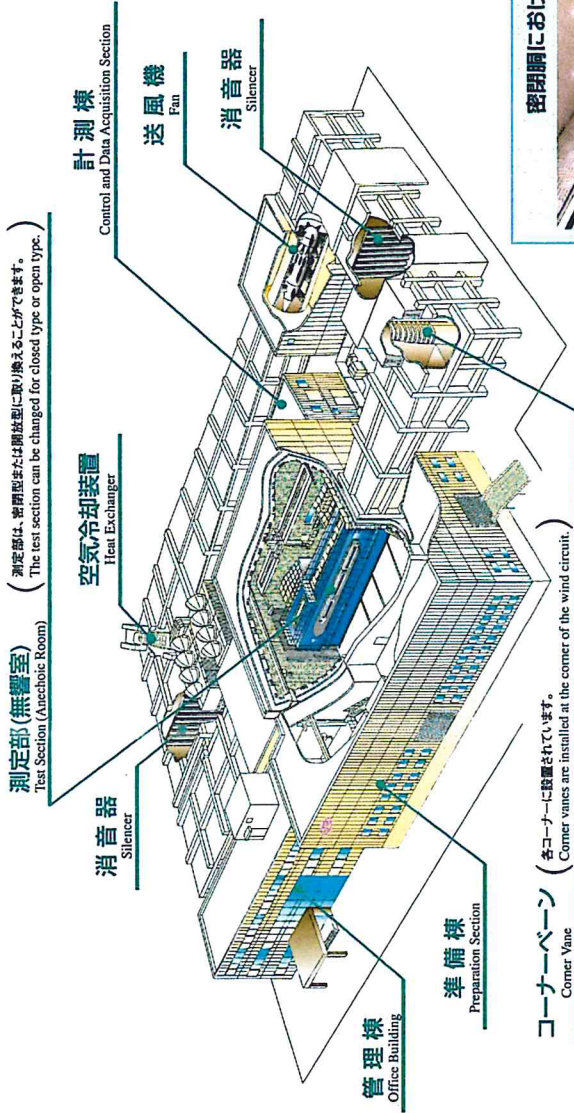 測定部(無響室)
Test Section (Anechoic Room)
測定部は、密閉型または開放型に取り換えることができます。
The test section can be changed for closed type or open type.
計測棟
Control and Data Acquisition Section
送風機
Fan
消音器
Silencer
空気冷却装置
Heat Exchanger
消音器
Silencer
管理棟
Office Building
準備棟
Preparation Section
コーナーベーン
Corner Vane
各コーナーに設置されています。
Corner vanes are installed at the corner of the wind circuit.
密閉胴におけ